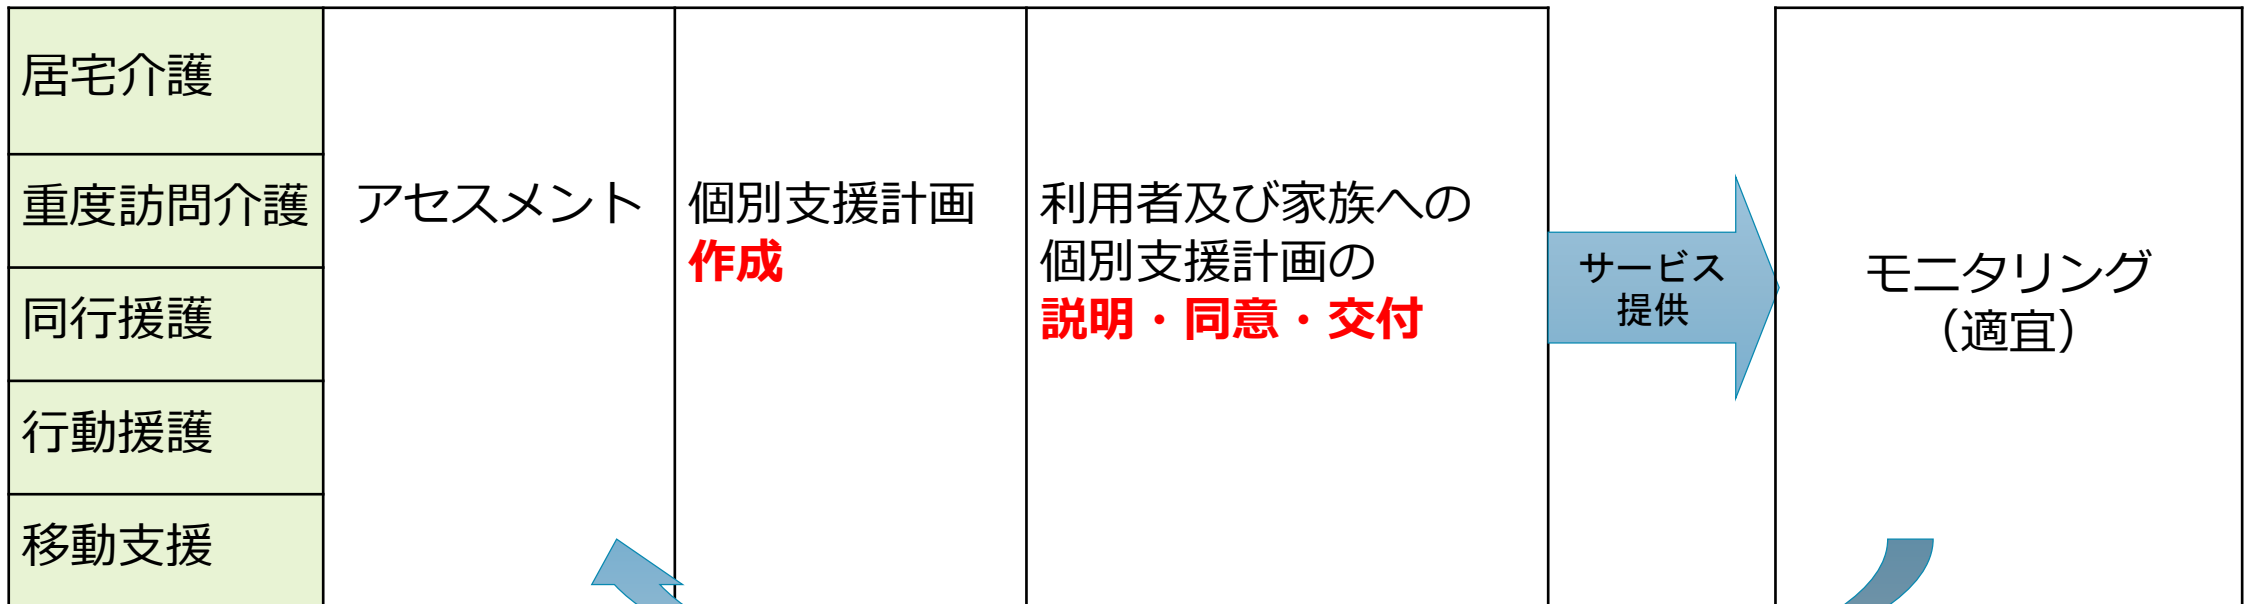 居宅介護
重度訪問介護
同行援護
行動援護
移動支援
アセスメント
個別支援計画
作成
利用者及び家族への
個別支援計画の
説明・同意・交付
サービス
提供
モニタリング
（適宜）